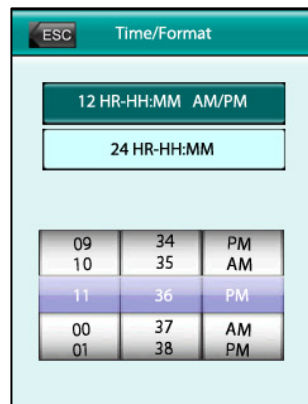 ESC Time/Format
12 HR-HH:MM AM/PM
24 HR-HH:MM
09 34 PM
10 35 AM
11 36 PM
00 37 AM
01 38 PM